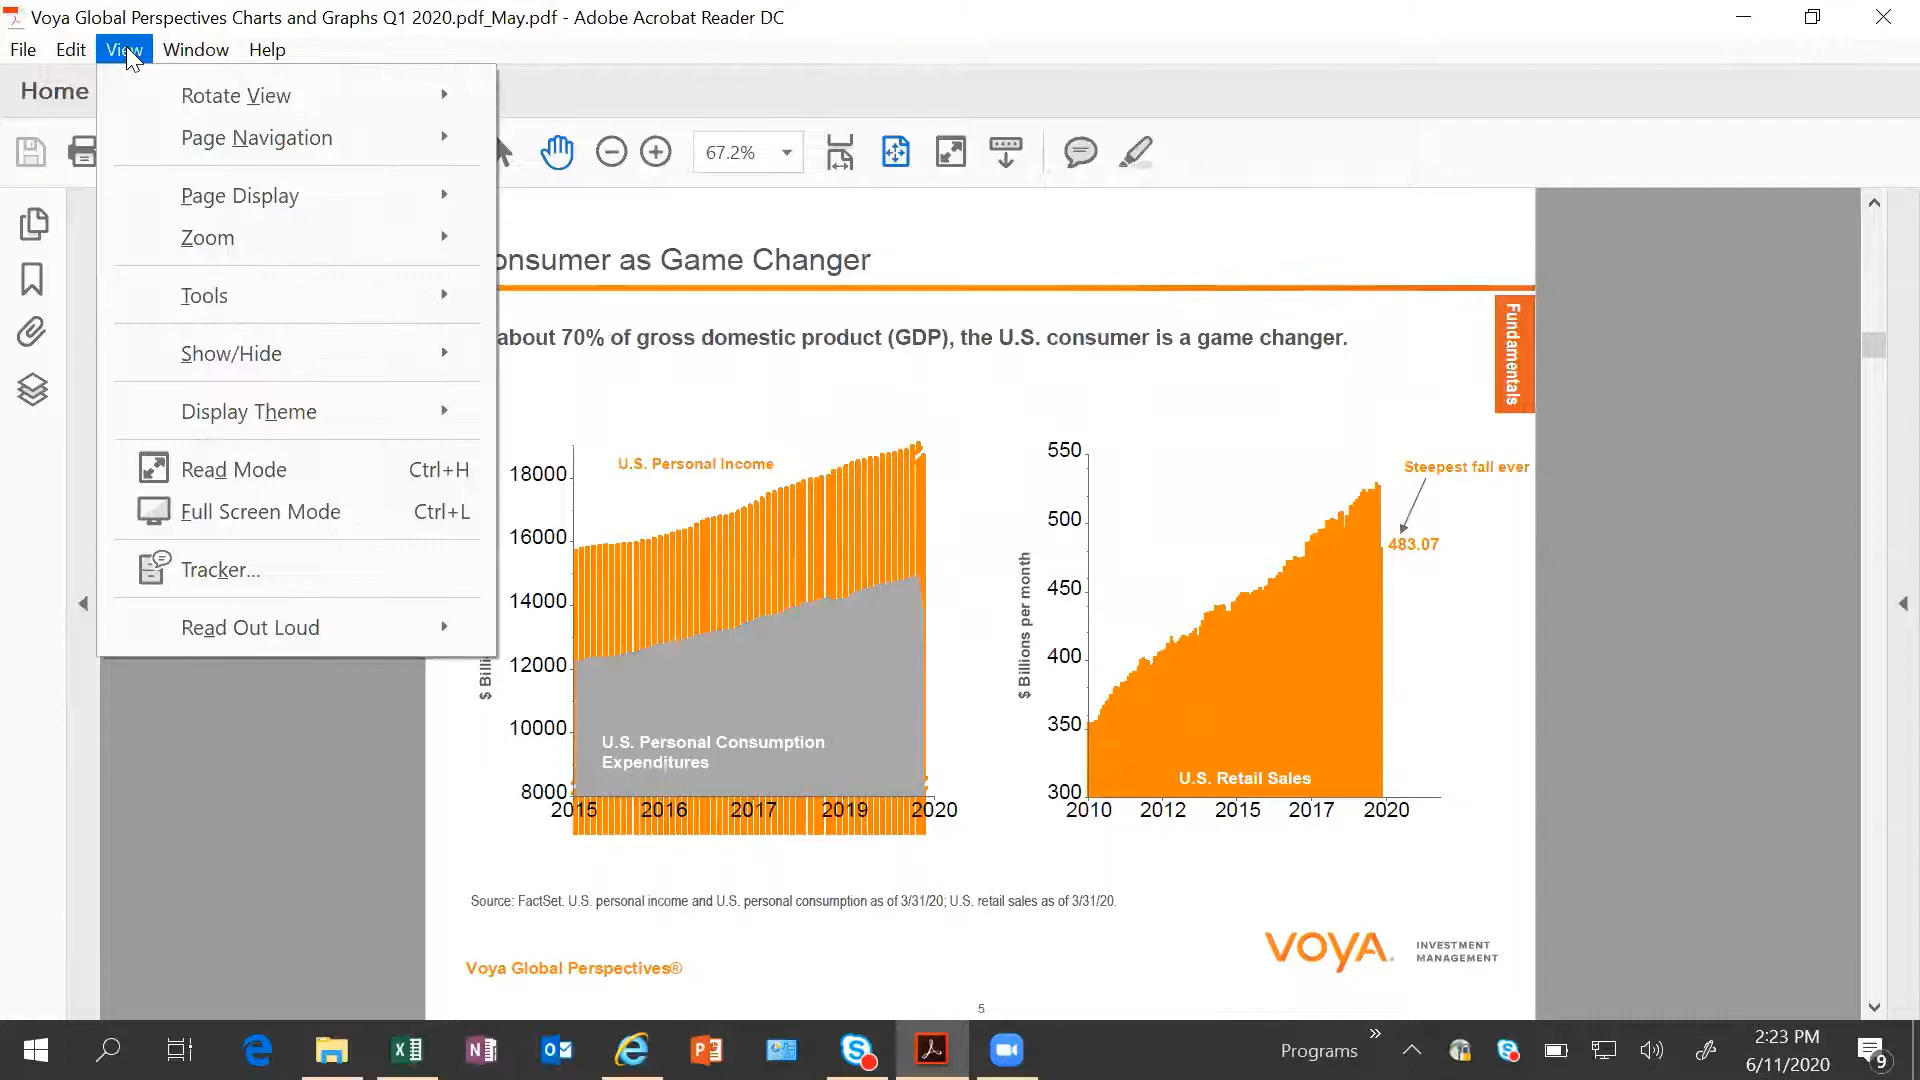 Voya Global Perspectives Charts and Graphs Q1 2020.pdf_May.pdf - Adobe Acrobat Reader DC
File Edit View Window Help
Home
Rotate View
Page Navigation
Page Display
Zoom
Tools
Show/Hide
Display Theme
Read Mode Ctrl+H
Full Screen Mode Ctrl+L
Tracker...
Read Out Loud
67.2%
onsumer as Game Changer
about 70% of gross domestic product (GDP), the U.S. consumer is a game changer.
Fundamentals
U.S. Personal Income
18000
16000
14000
12000
10000
8000
$ Billi
U.S. Personal Consumption
Expenditures
2015 2016 2017 2019 2020
550
500
450
400
350
300
$ Billions per month
Steepest fall ever
483.07
U.S. Retail Sales
2010 2012 2015 2017 2020
Source: FactSet. U.S. personal income and U.S. personal consumption as of 3/31/20; U.S. retail sales as of 3/31/20.
Voya Global Perspectives®
VOYA
INVESTMENT
MANAGEMENT
5
Programs
2:23 PM
6/11/2020
9